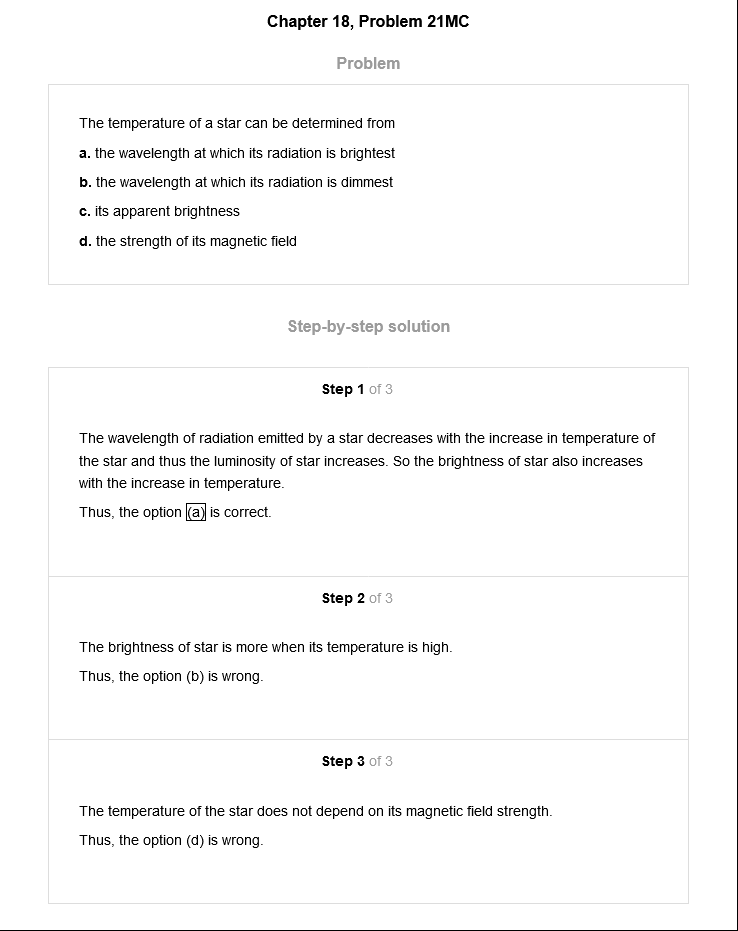 Chapter 18, Problem 21MC
Problem
The temperature of a star can be determined from
a. the wavelength at which its radiation is brightest
b. the wavelength at which its radiation is dimmest
c. its apparent brightness
d. the strength of its magnetic field
Step-by-step solution
Step 1 of 3
The wavelength of radiation emitted by a star decreases with the increase in temperature of
the star and thus the luminosity of star increases. So the brightness of star also increases
with the increase in temperature.
Thus, the option (a) is correct.
Step 2 of 3
The brightness of star is more when its temperature is high.
Thus, the option (b) is wrong.
Step 3 of 3
The temperature of the star does not depend on its magnetic field strength.
Thus, the option (d) is wrong.